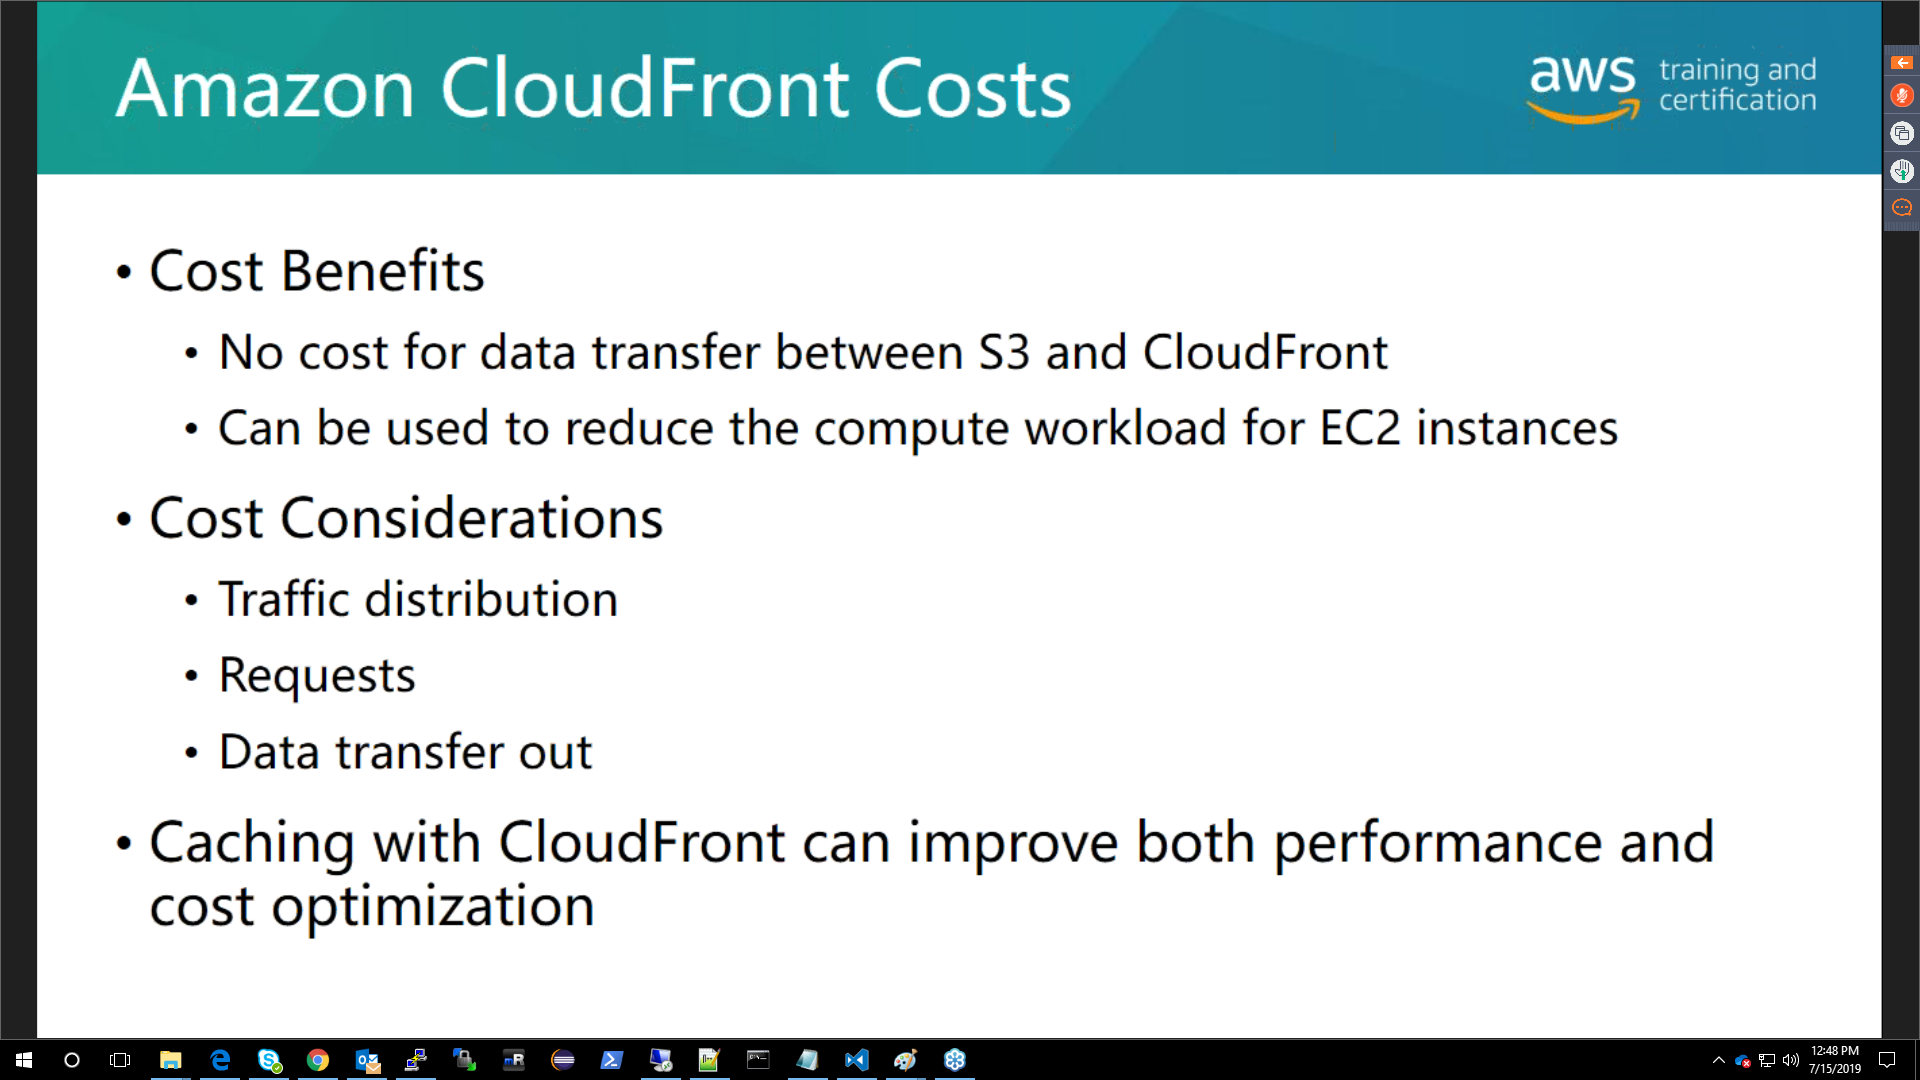 Amazon CloudFront Costs
aws training and
certification
• Cost Benefits
• No cost for data transfer between S3 and CloudFront
• Can be used to reduce the compute workload for EC2 instances
• Cost Considerations
• Traffic distribution
• Requests
• Data transfer out
• Caching with CloudFront can improve both performance and
cost optimization
12:48 PM
7/15/2019